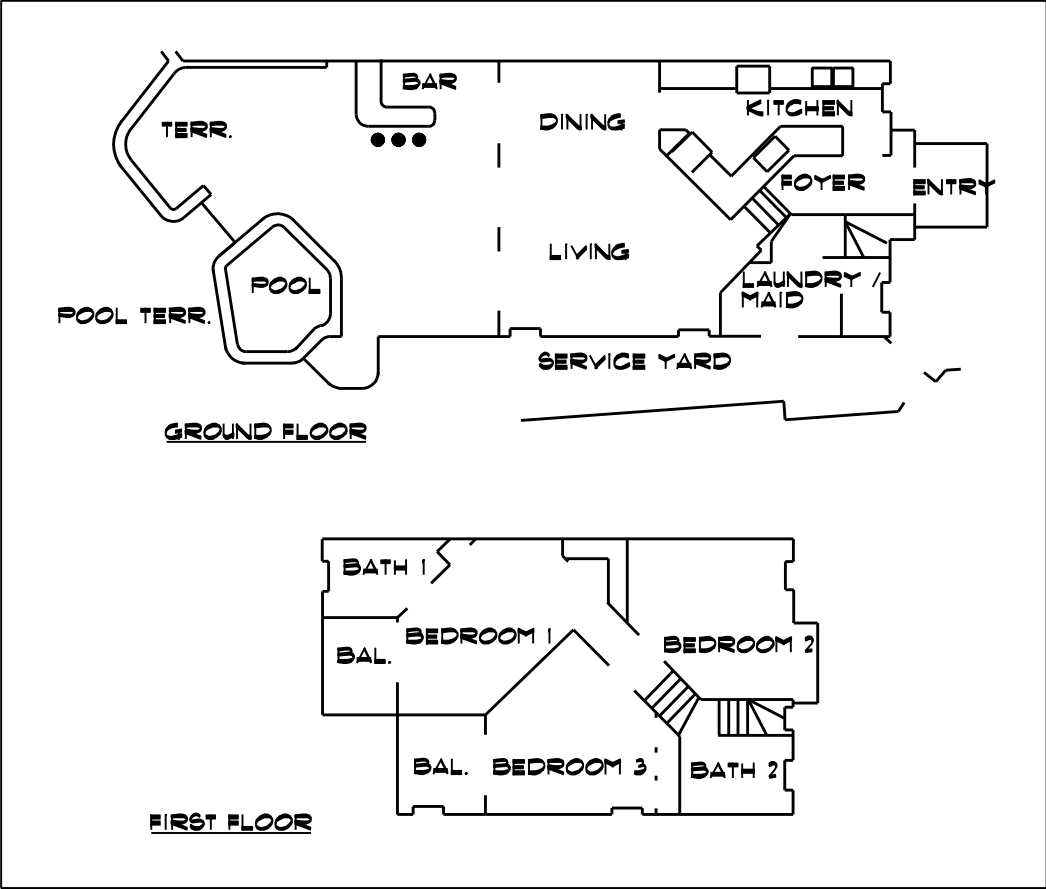 BAR
TERR.
DINING
KITCHEN
FOYER
ENTRY
LIVING
POOL
LAUNDRY /
MAID
POOL TERR.
SERVICE YARD
GROUND FLOOR
BATH 1
BEDROOM 1
BEDROOM 2
BAL.
BAL.
BEDROOM 3
BATH 2
FIRST FLOOR